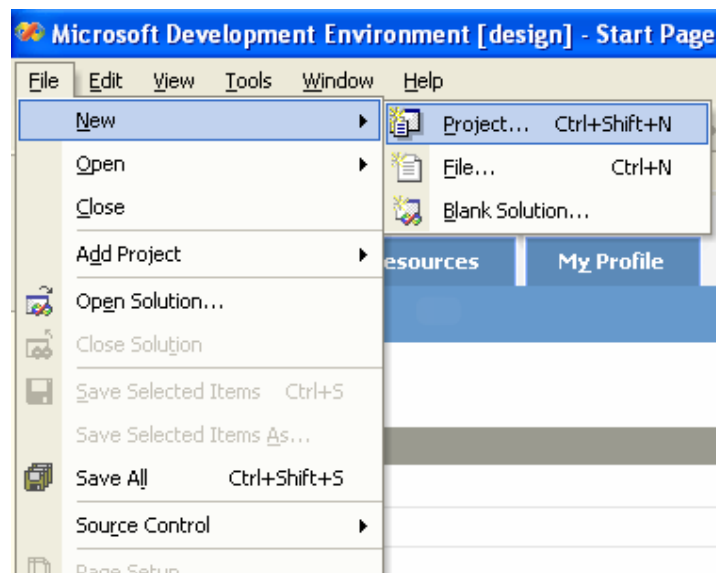 Microsoft Development Environment [design] - Start Page
File Edit View Tools Window Help
New
Project... Ctrl+Shift+N
Open
File... Ctrl+N
Close
Blank Solution...
Add Project
esources My Profile
Open Solution...
Close Solution
Save Selected Items Ctrl+S
Save Selected Items As...
Save All Ctrl+Shift+S
Source Control
Page Setup